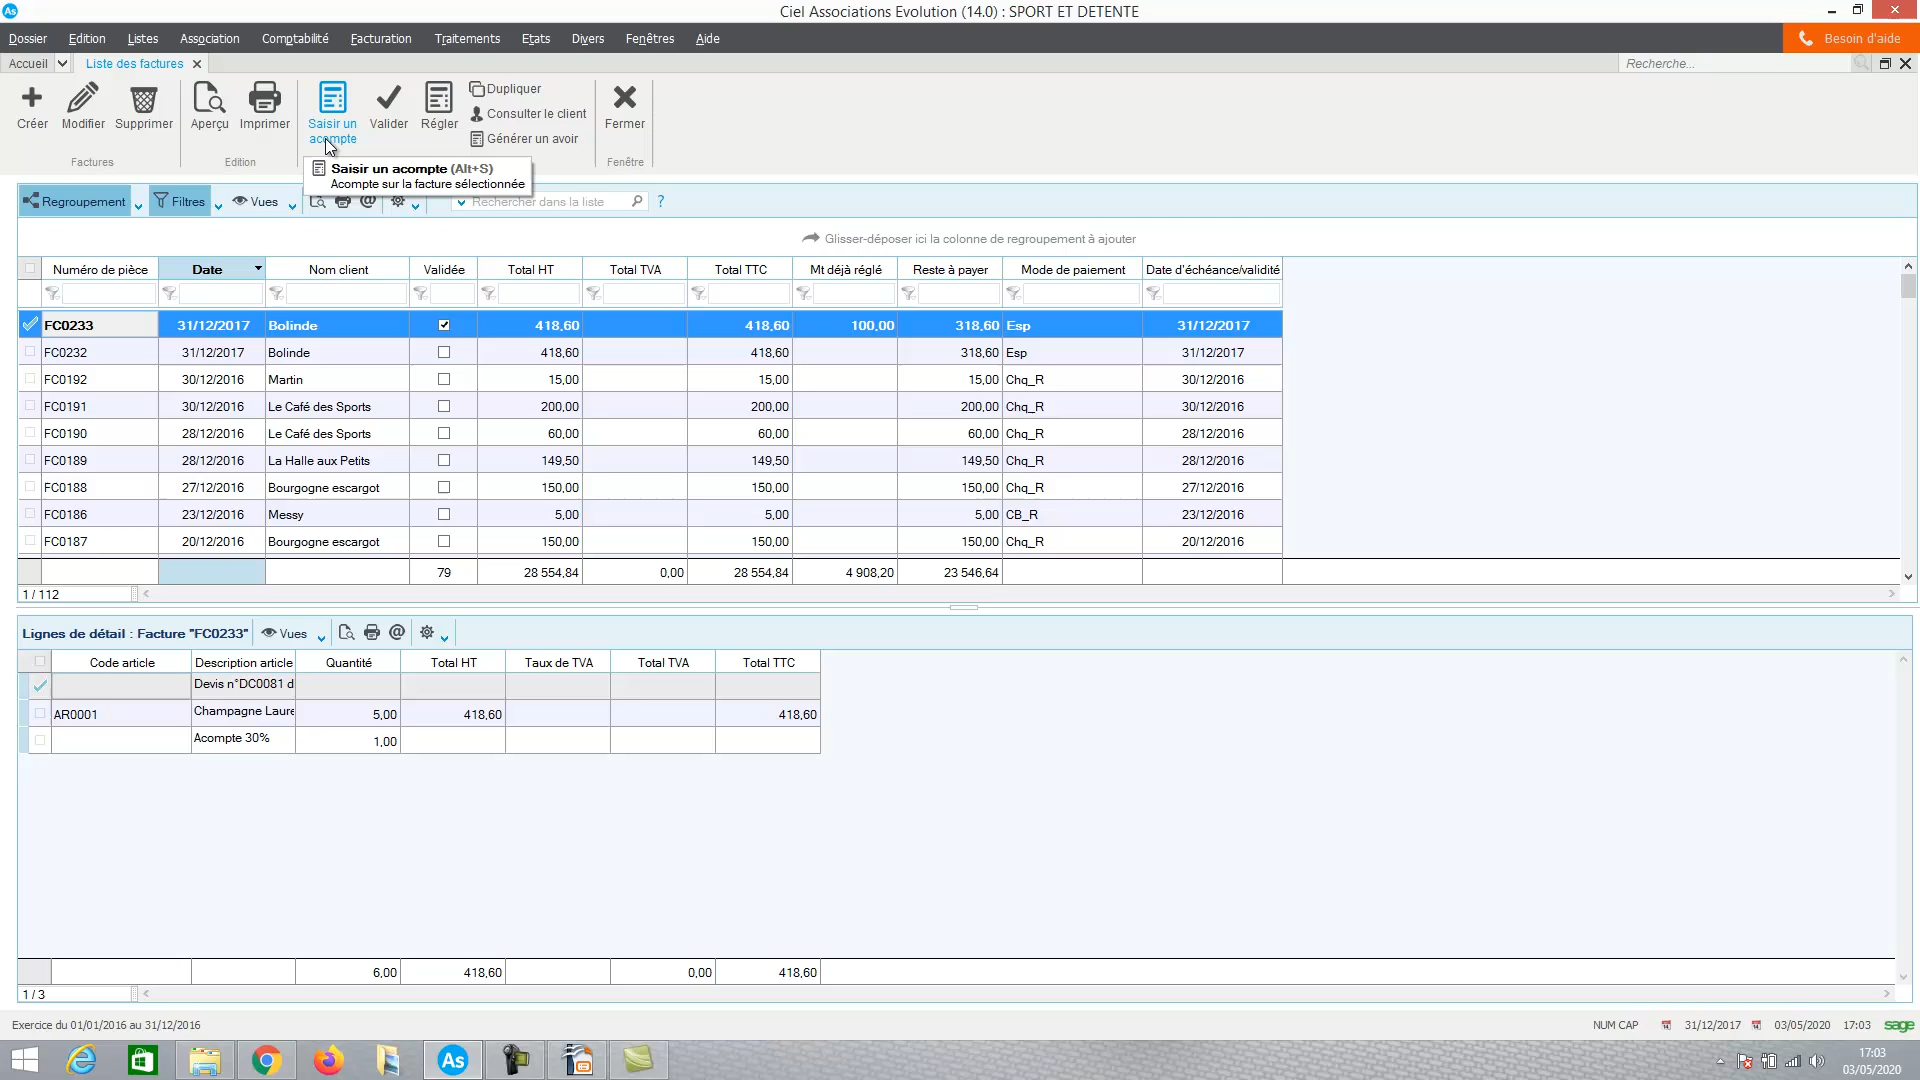 As
Ciel Associations Evolution (14.0) : SPORT ET DETENTE
Dossier Edition Listes Association Comptabilité Facturation Traitements Etats Divers Fenêtres Aide
Besoin d'aide
Accueil Liste des factures
Recherche...
Créer Modifier Supprimer Aperçu Imprimer Saisir un acompte Valider Régler
Dupliquer
Consulter le client
Générer un avoir
Fermer
Factures Edition Fenêtre
Saisir un acompte (Alt+S)
Acompte sur la facture sélectionnée
Regroupement Filtres Vues Rechercher dans la liste ?
Glisser-déposer ici la colonne de regroupement à ajouter
Numéro de pièce Date Nom client Validée Total HT Total TVA Total TTC Mt déjà réglé Reste à payer Mode de paiement Date d'échéance/validité
FC0233 31/12/2017 Bolinde 418,60 418,60 100,00 318,60 Esp 31/12/2017
FC0232 31/12/2017 Bolinde 418,60 418,60 318,60 Esp 31/12/2017
FC0192 30/12/2016 Martin 15,00 15,00 15,00 Chq_R 30/12/2016
FC0191 30/12/2016 Le Café des Sports 200,00 200,00 200,00 Chq_R 30/12/2016
FC0190 28/12/2016 Le Café des Sports 60,00 60,00 60,00 Chq_R 28/12/2016
FC0189 28/12/2016 La Halle aux Petits 149,50 149,50 149,50 Chq_R 28/12/2016
FC0188 27/12/2016 Bourgogne escargot 150,00 150,00 150,00 Chq_R 27/12/2016
FC0186 23/12/2016 Messy 5,00 5,00 5,00 CB_R 23/12/2016
FC0187 20/12/2016 Bourgogne escargot 150,00 150,00 150,00 Chq_R 20/12/2016
79 28 554,84 0,00 28 554,84 4 908,20 23 546,64
1 / 112
Lignes de détail : Facture "FC0233" Vues
Code article Description article Quantité Total HT Taux de TVA Total TVA Total TTC
Devis n°DC0081 d
AR0001 Champagne Laure 5,00 418,60 418,60
Acompte 30% 1,00
6,00 418,60 0,00 418,60
1 / 3
Exercice du 01/01/2016 au 31/12/2016
NUM CAP 31/12/2017 03/05/2020 17:03 sage
As
17:03
03/05/2020